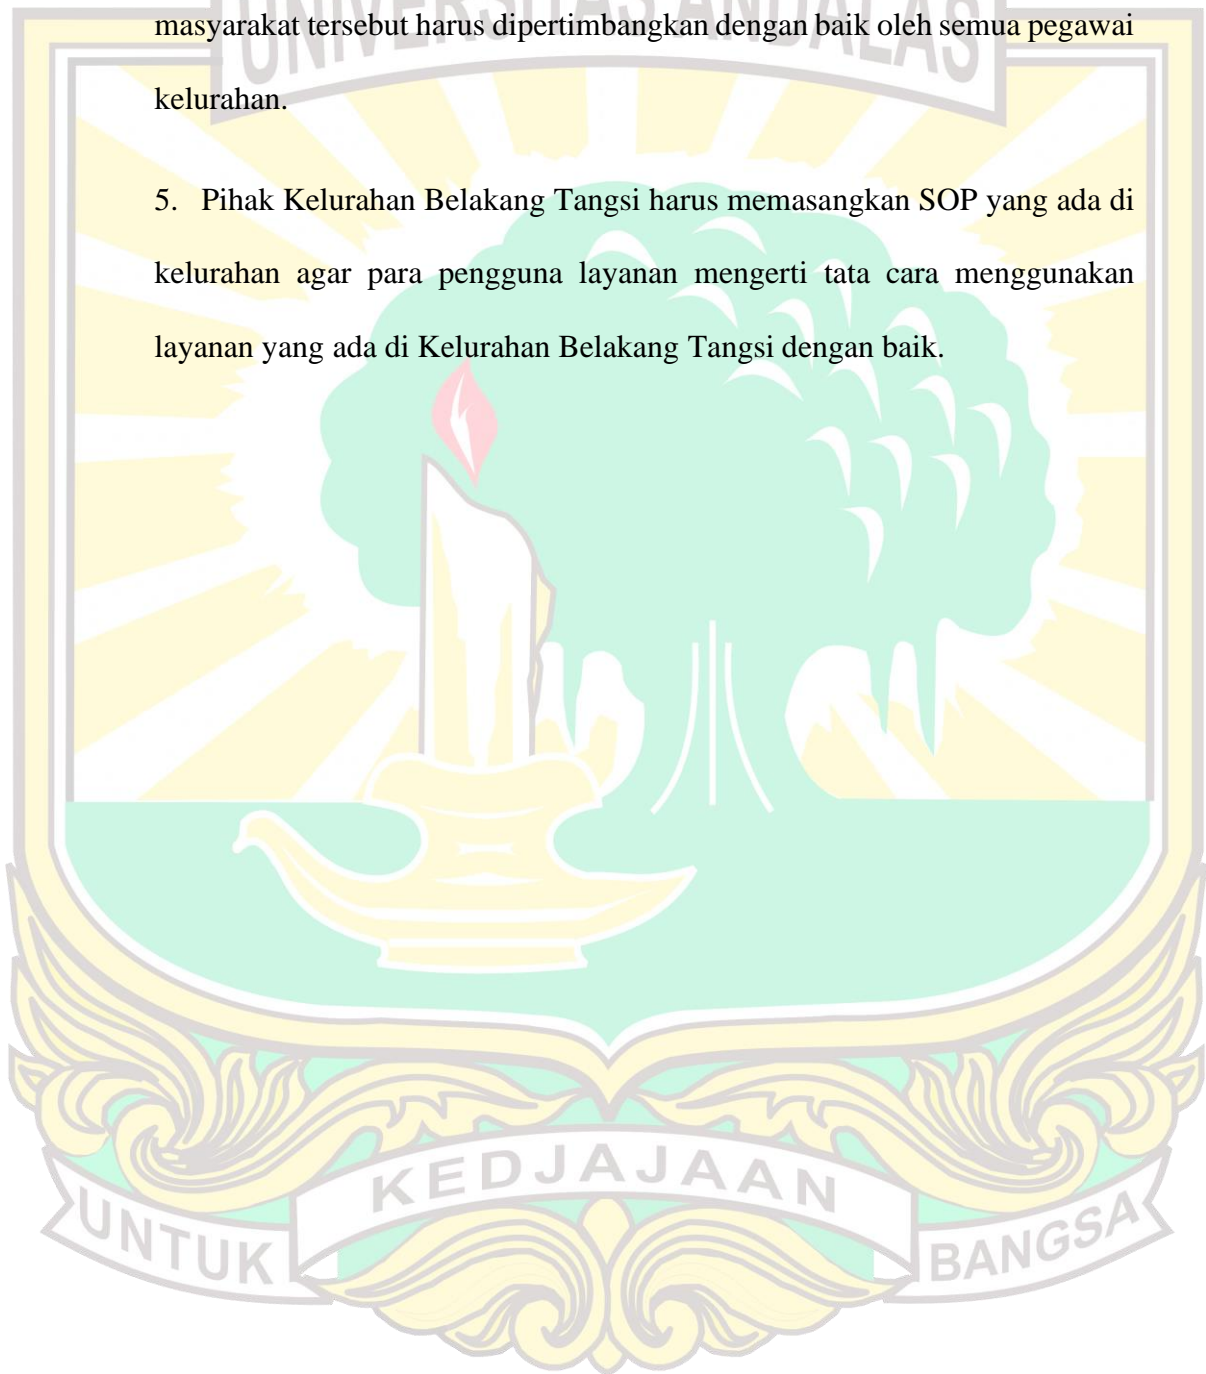 UNIVERSITAS ANDALAS
masyarakat tersebut harus dipertimbangkan dengan baik oleh semua pegawai
kelurahan.
5. Pihak Kelurahan Belakang Tangsi harus memasangkan SOP yang ada di
kelurahan agar para pengguna layanan mengerti tata cara menggunakan
layanan yang ada di Kelurahan Belakang Tangsi dengan baik.
UNTUK KEDJAJAAN BANGSA